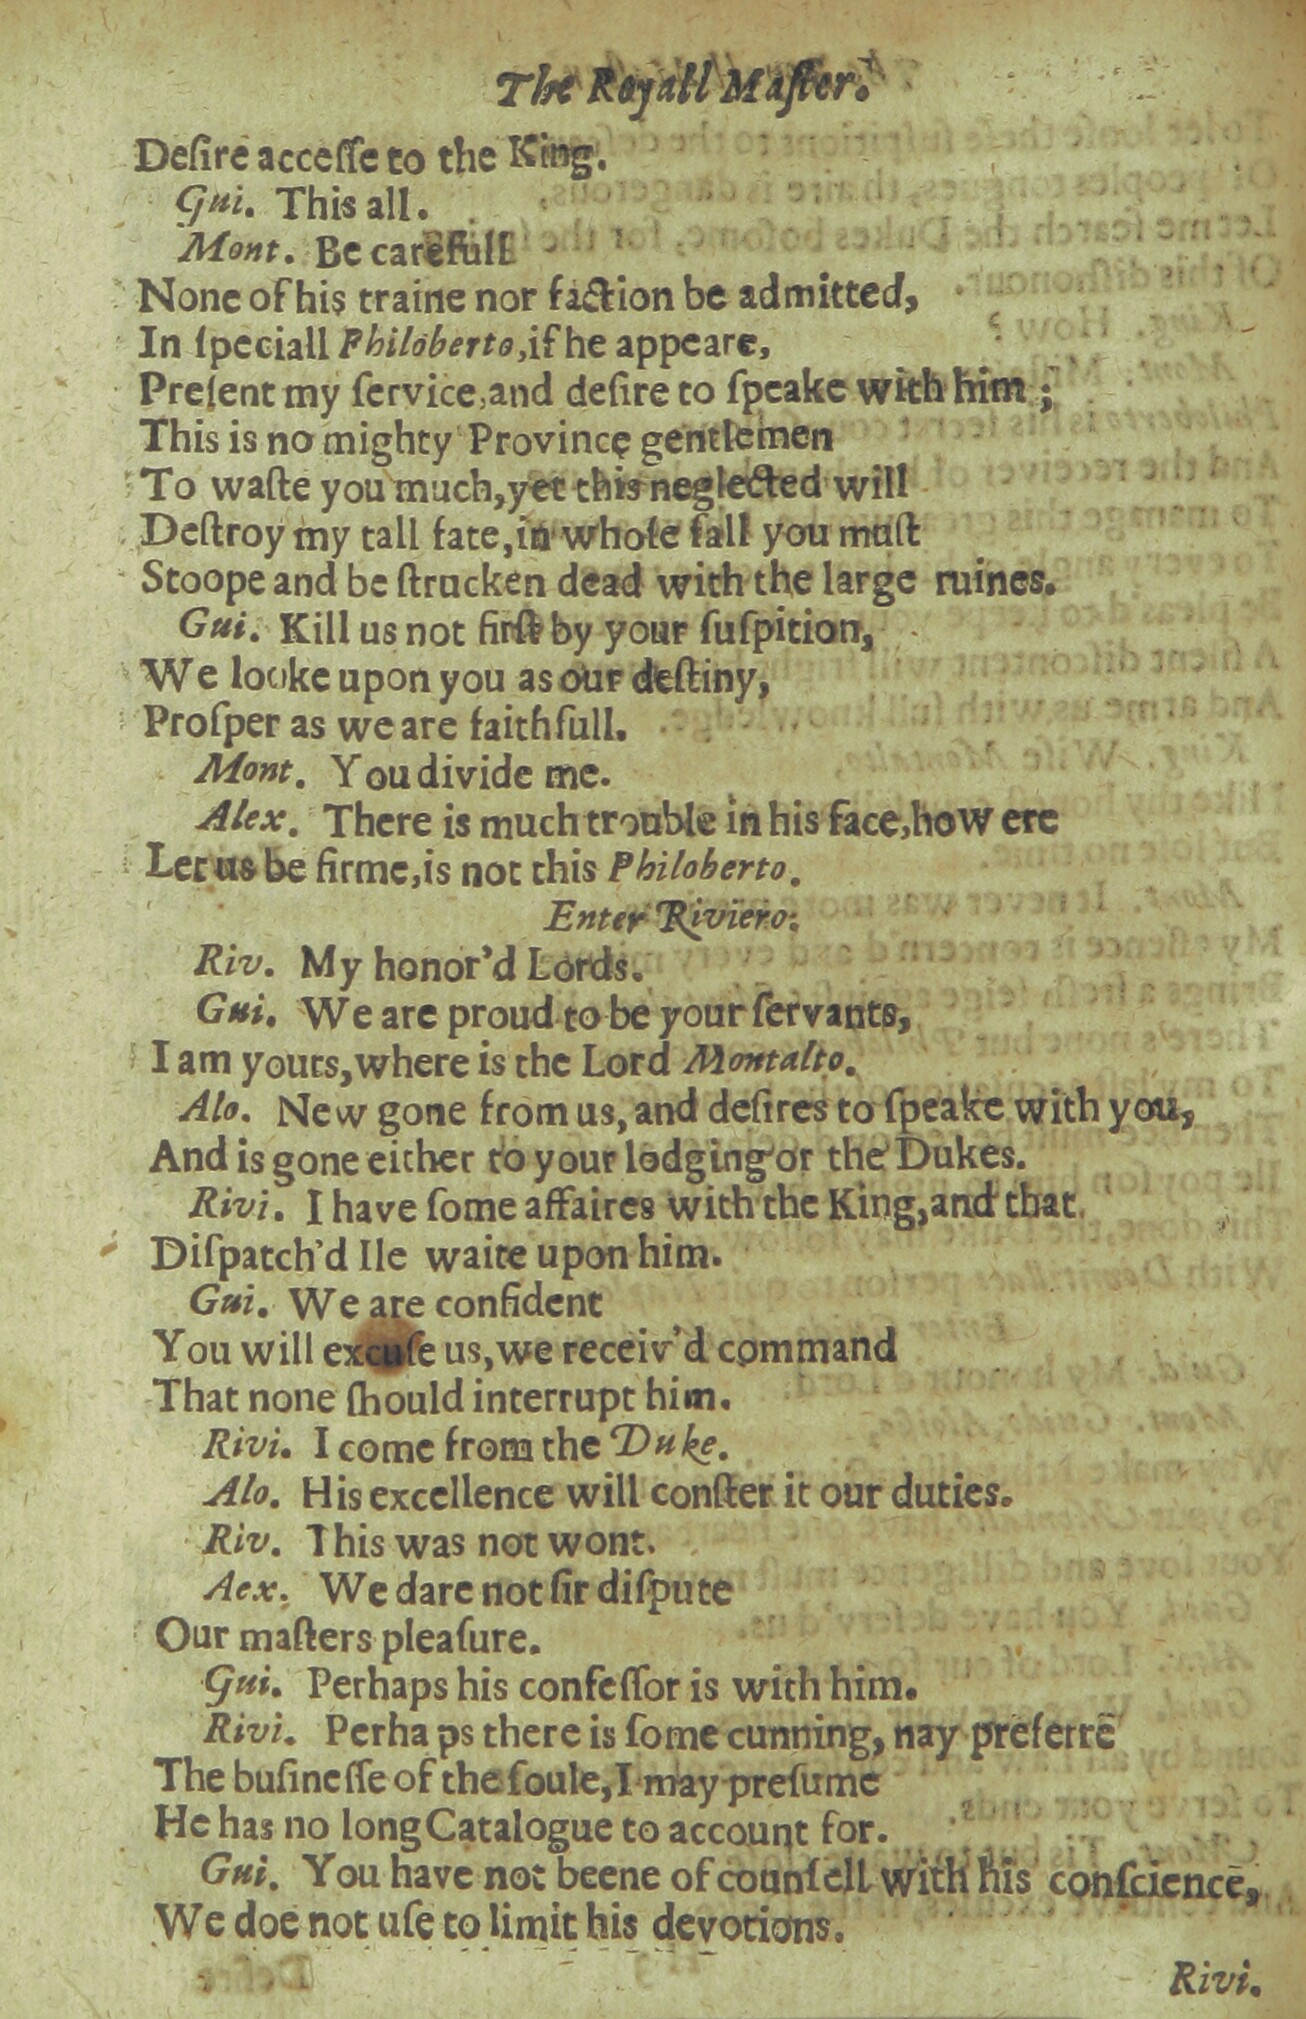 The Royall Maſter.
Deſire acceſſe to the King.
Gui. This all.
Mont. Be carefull
None of his traine nor faction be admitted,
In ſpeciall Philoberto, if he appeare,
Preſent my ſervice, and deſire to ſpeake with him;
This is no mighty Province gentlemen
To waſte you much, yet this neglected will
Deſtroy my tall fate, in whoſe fall you muſt
Stoope and be ſtrucken dead with the large ruines.
Gui. Kill us not firſt by your ſuſpition,
We looke upon you as our deſtiny,
Proſper as we are faithfull.
Mont. You divide me.
Alex. There is much trouble in his face, how ere
Let us be firme, is not this Philoberto.
Enter Riviero.
Riv. My honor'd Lords.
Gui. We are proud to be your ſervants,
I am yours, where is the Lord Montalto.
Alo. New gone from us, and deſires to ſpeake with you,
And is gone either to your lodging or the Dukes.
Rivi. I have ſome affaires with the King, and that
Diſpatch'd Ile waite upon him.
Gui. We are confident
You will excuſe us, we receiv'd command
That none ſhould interrupt him.
Rivi. I come from the Duke.
Alo. His excellence will conſter it our duties.
Riv. This was not wont.
Aex. We dare not ſir diſpute
Our maſters pleaſure.
Gui. Perhaps his confeſſor is with him.
Rivi. Perhaps there is ſome cunning, nay preferre
The buſineſſe of the ſoule, I may preſume
He has no long Catalogue to account for.
Gui. You have not beene of counſell with his conſcience,
We doe not uſe to limit his devotions.
Rivi.